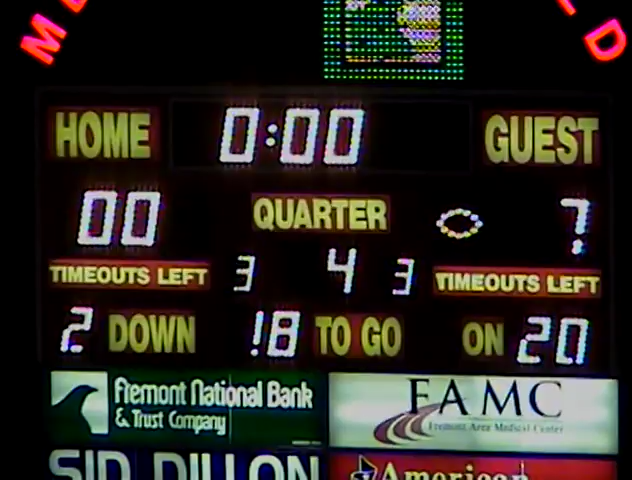 HOME 0:00 GUEST
00 QUARTER 7
TIMEOUTS LEFT 3 4 3 TIMEOUTS LEFT
2 DOWN 18 TO GO ON 20
Fremont National Bank
& Trust Company
FAMC
Fremont Area Medical Center
SID DILLON
American